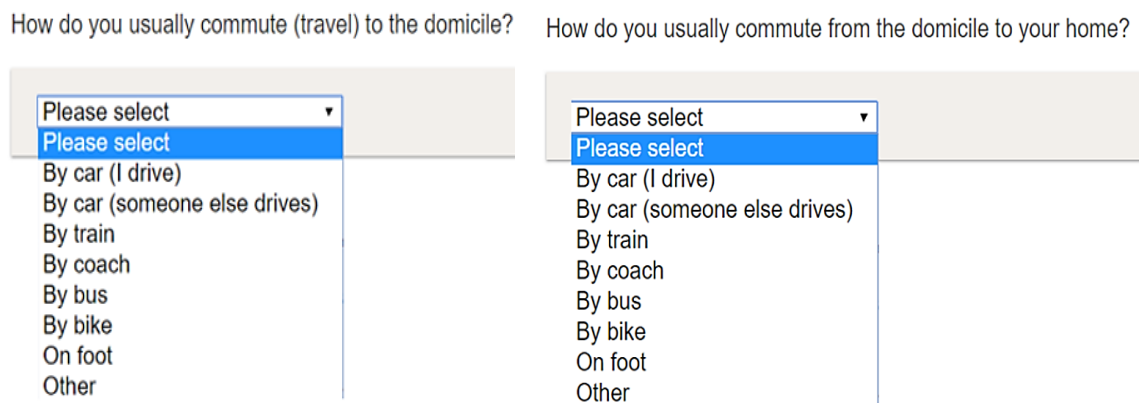 How do you usually commute (travel) to the domicile?
Please select
Please select
By car (I drive)
By car (someone else drives)
By train
By coach
By bus
By bike
On foot
Other
How do you usually commute from the domicile to your home?
Please select
Please select
By car (I drive)
By car (someone else drives)
By train
By coach
By bus
By bike
On foot
Other